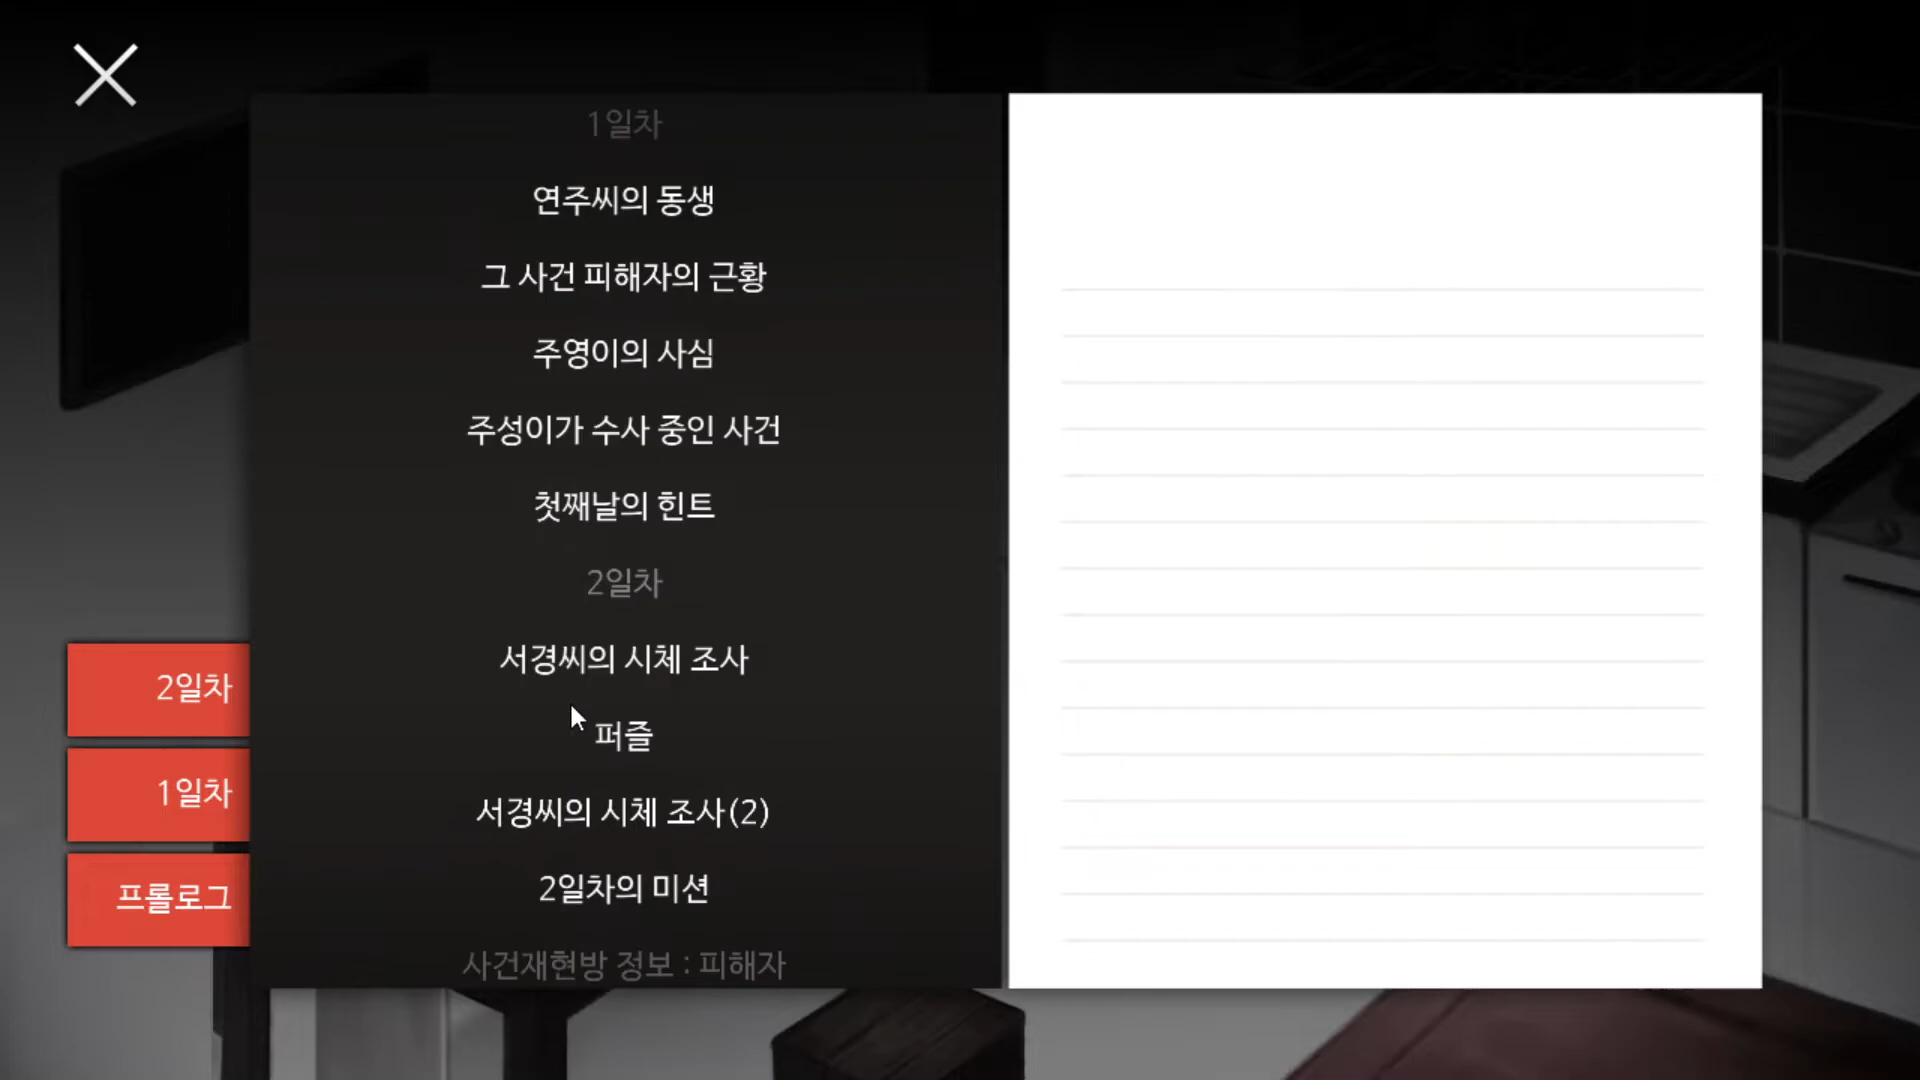 1일차
연주씨의 동생
그 사건 피해자의 근황
주영이의 사심
주성이가 수사 중인 사건
첫째날의 힌트
2일차
서경씨의 시체 조사
퍼즐
서경씨의 시체 조사(2)
2일차의 미션
사건재현방 정보 : 피해자
2일차
1일차
프롤로그